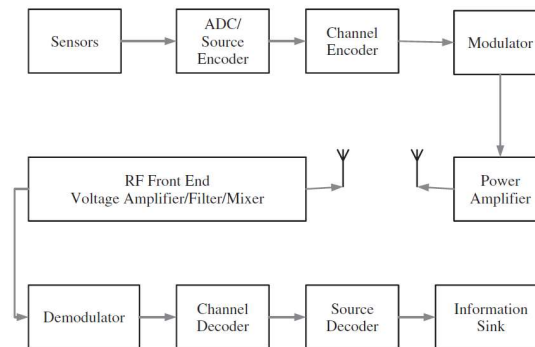 Sensors
ADC/
Source
Encoder
Channel
Encoder
Modulator
RF Front End
Voltage Amplifier/Filter/Mixer
Power
Amplifier
Demodulator
Channel
Decoder
Source
Decoder
Information
Sink